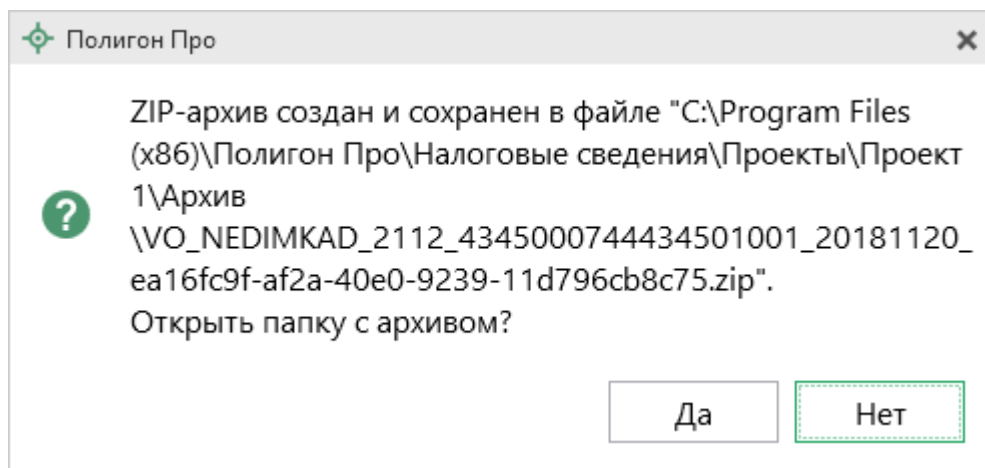 Полигон Про
ZIP-архив создан и сохранен в файле "C:\Program Files
(x86)\Полигон Про\Налоговые сведения\Проекты\Проект
1\Архив
\VO_NEDIMKAD_2112_4345000744434501001_20181120_
ea16fc9f-af2a-40e0-9239-11d796cb8c75.zip".
Открыть папку с архивом?
Да
Нет